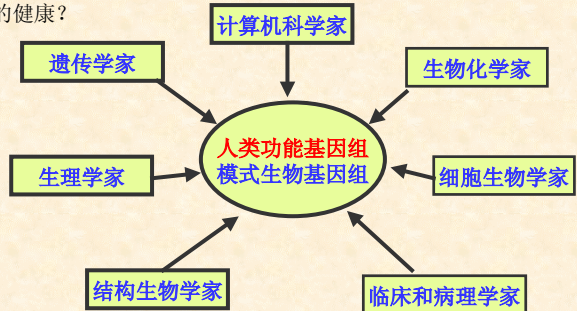 的健康？
计算机科学家
遗传学家
生物化学家
人类功能基因组
模式生物基因组
生理学家
细胞生物学家
结构生物学家
临床和病理学家